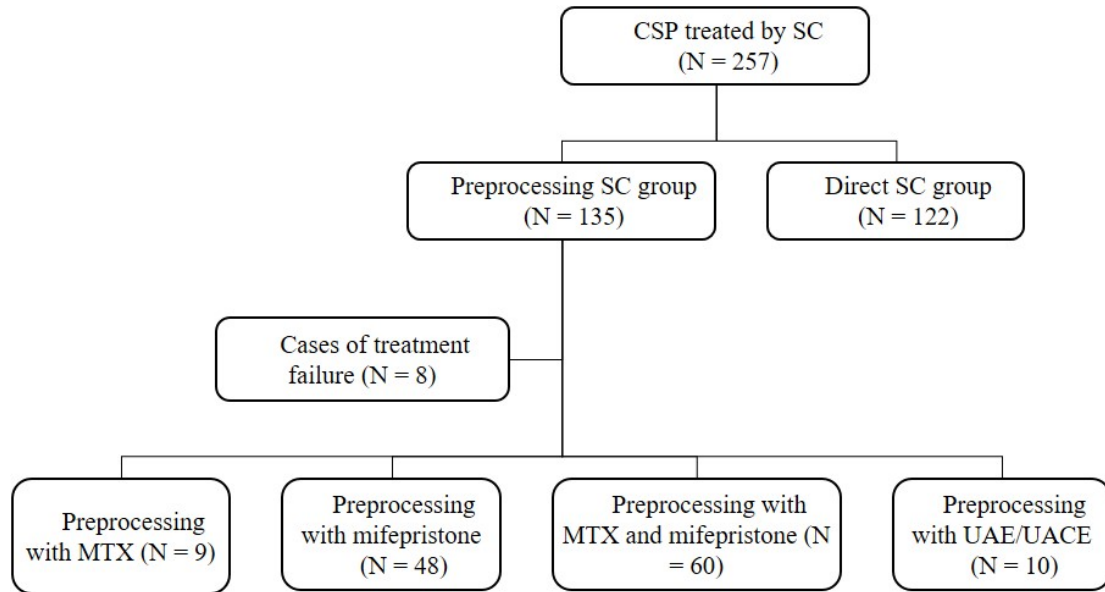 CSP treated by SC
(N = 257)
Preprocessing SC group
(N = 135)
Direct SC group
(N = 122)
Cases of treatment
failure (N = 8)
Preprocessing
with MTX (N = 9)
Preprocessing
with mifepristone
(N = 48)
Preprocessing with
MTX and mifepristone (N
= 60)
Preprocessing
with UAE/UACE
(N = 10)